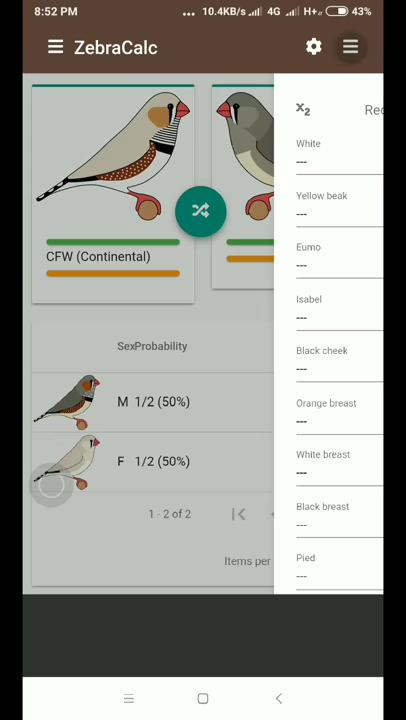 8:52 PM
... 10.4KB/s 4G H+ 43%
ZebraCalc
x₂ Rec
White
---
Yellow beak
---
Eumo
---
Isabel
---
Black cheek
---
Orange breast
---
White breast
---
Black breast
---
Pied
---
CFW (Continental)
SexProbability
M 1/2 (50%)
F 1/2 (50%)
1 - 2 of 2
Items per